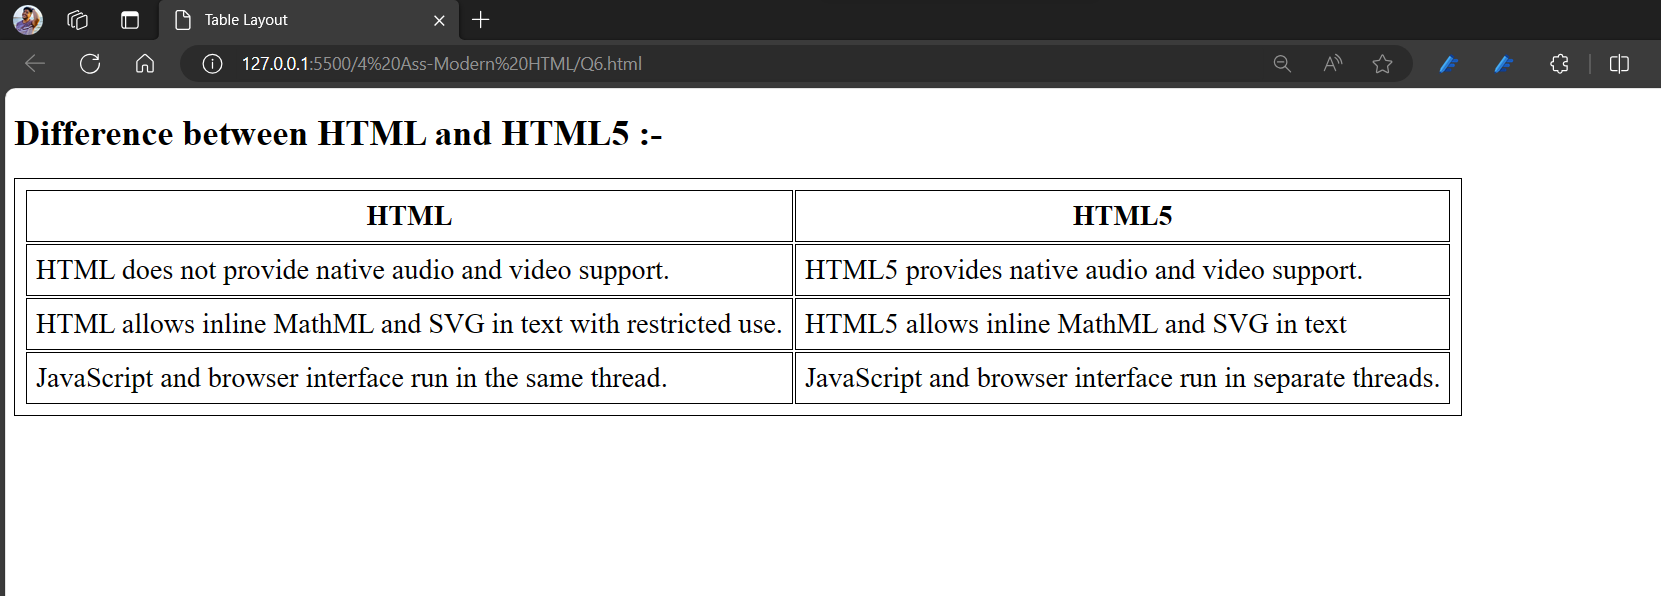 Table Layout
127.0.0.1:5500/4%20Ass-Modern%20HTML/Q6.html
Difference between HTML and HTML5 :-
HTML HTML5
HTML does not provide native audio and video support. HTML5 provides native audio and video support.
HTML allows inline MathML and SVG in text with restricted use. HTML5 allows inline MathML and SVG in text
JavaScript and browser interface run in the same thread. JavaScript and browser interface run in separate threads.